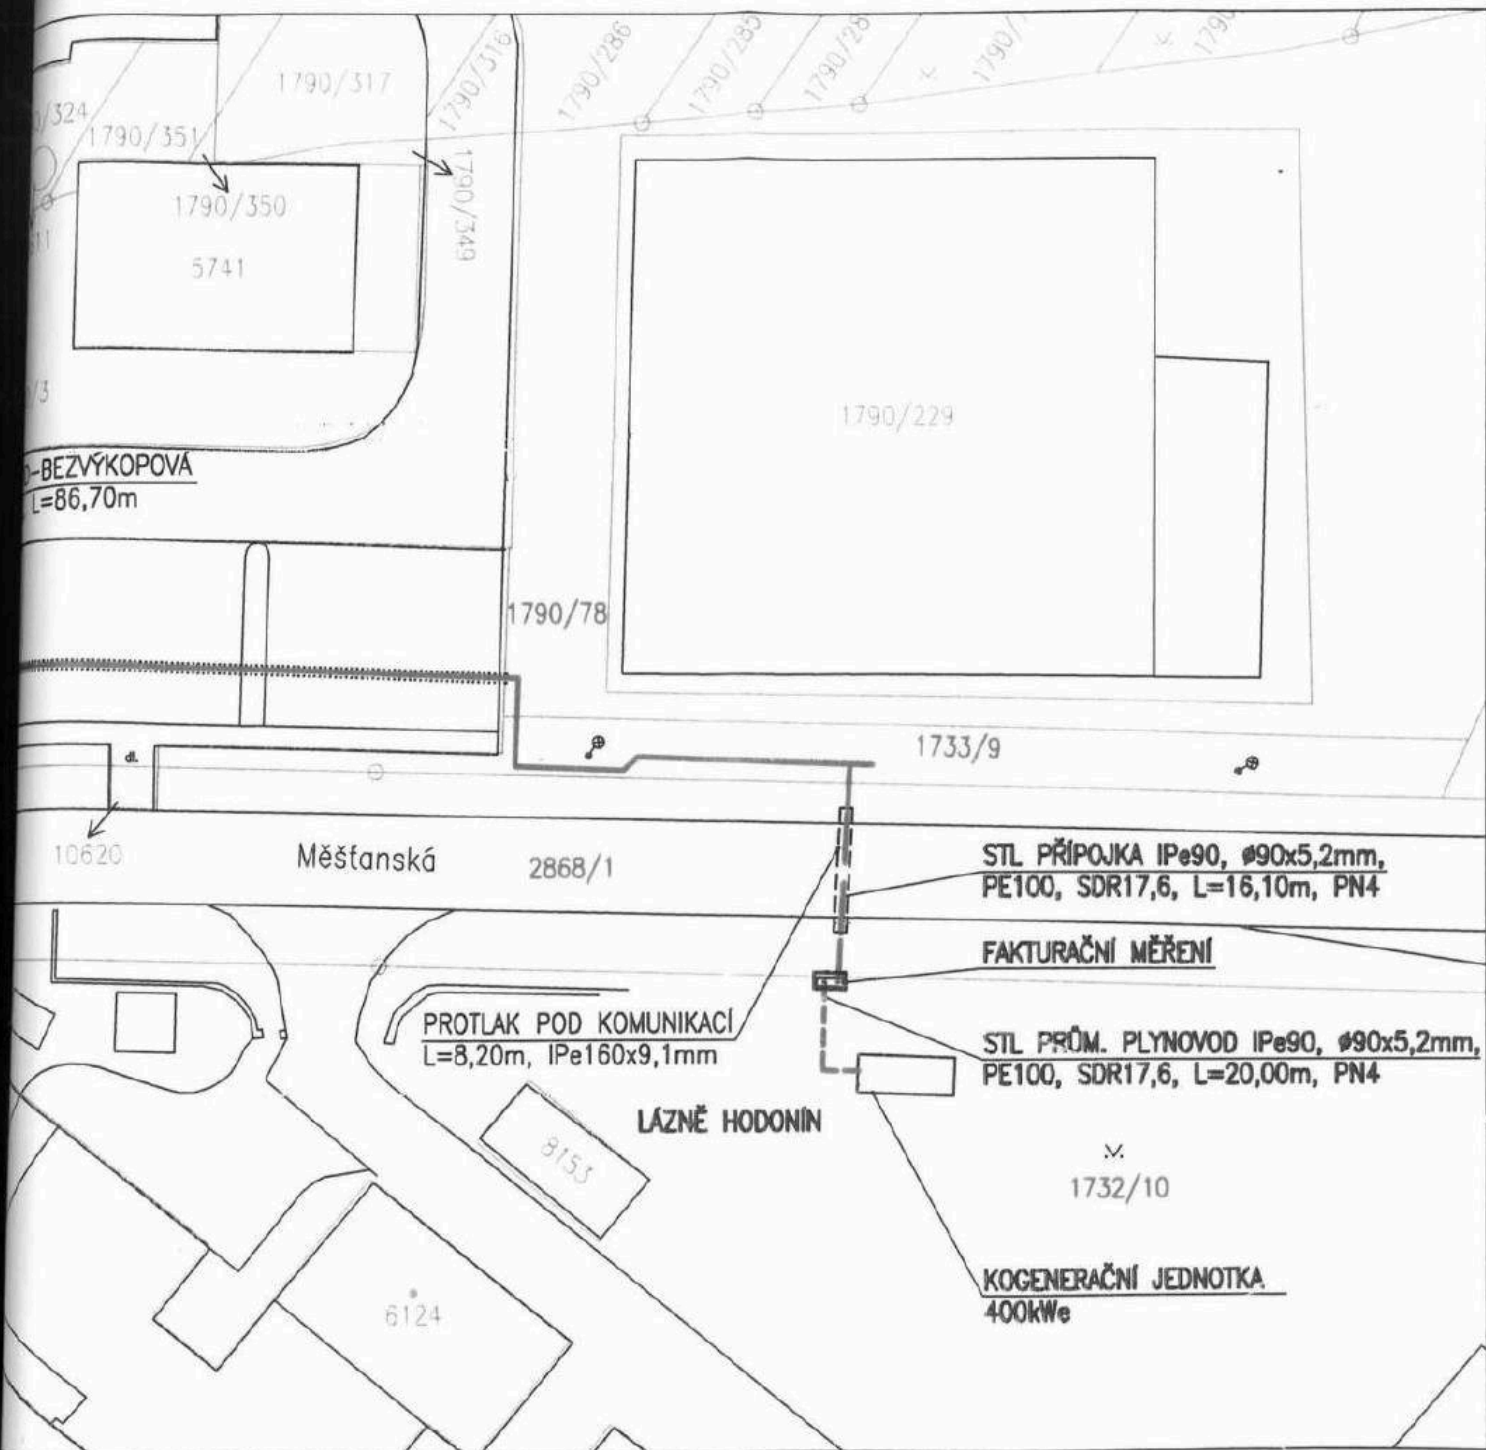 1790/317
1790/316
1790/286
1790/285
1790/351
1790/349
1790/350
5741
1790/229
-BEZVÝKOPOVÁ
L=86,70m
1790/78
1733/9
dl.
10620
Měšťanská
2868/1
STL PŘÍPOJKA IPe90, ø90x5,2mm,
PE100, SDR17,6, L=16,10m, PN4
FAKTURAČNÍ MĚŘENÍ
PROTLAK POD KOMUNIKACÍ
L=8,20m, IPe160x9,1mm
STL PRŮM. PLYNOVOD IPe90, ø90x5,2mm,
PE100, SDR17,6, L=20,00m, PN4
LÁZNĚ HODONÍN
8153
1732/10
KOGENERAČNÍ JEDNOTKA
400kWe
6124